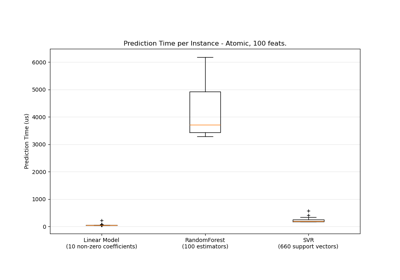 Prediction Time per Instance - Atomic, 100 feats.
6000
5000
4000
3000
2000
1000
0
Prediction Time (us)
Linear Model
(10 non-zero coefficients)
RandomForest
(100 estimators)
SVR
(660 support vectors)